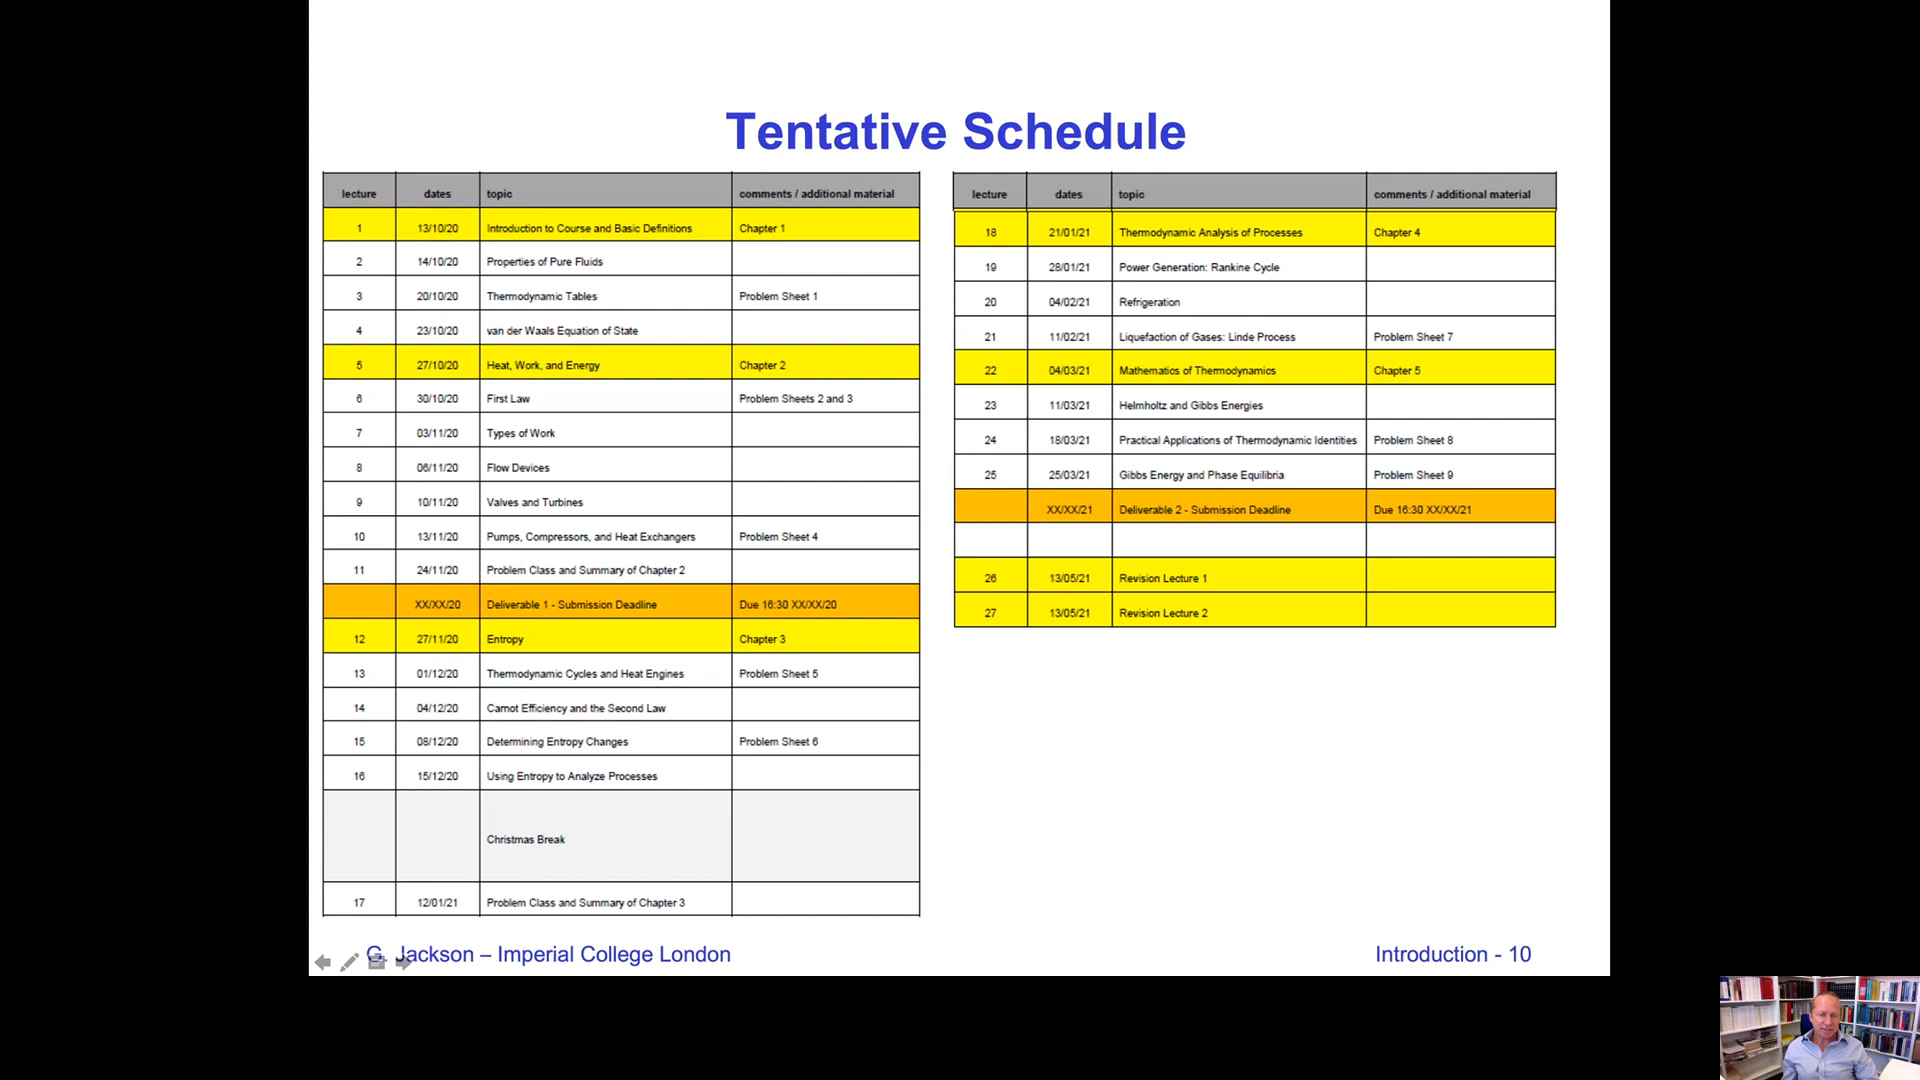 Tentative Schedule
lecture dates topic comments / additional material
1 13/10/20 Introduction to Course and Basic Definitions Chapter 1
2 14/10/20 Properties of Pure Fluids
3 20/10/20 Thermodynamic Tables Problem Sheet 1
4 23/10/20 van der Waals Equation of State
5 27/10/20 Heat, Work, and Energy Chapter 2
6 30/10/20 First Law Problem Sheets 2 and 3
7 03/11/20 Types of Work
8 06/11/20 Flow Devices
9 10/11/20 Valves and Turbines
10 13/11/20 Pumps, Compressors, and Heat Exchangers Problem Sheet 4
11 24/11/20 Problem Class and Summary of Chapter 2
XX/XX/20 Deliverable 1 - Submission Deadline Due 16:30 XX/XX/20
12 27/11/20 Entropy Chapter 3
13 01/12/20 Thermodynamic Cycles and Heat Engines Problem Sheet 5
14 04/12/20 Carnot Efficiency and the Second Law
15 08/12/20 Determining Entropy Changes Problem Sheet 6
16 15/12/20 Using Entropy to Analyze Processes
Christmas Break
17 12/01/21 Problem Class and Summary of Chapter 3
lecture dates topic comments / additional material
18 21/01/21 Thermodynamic Analysis of Processes Chapter 4
19 28/01/21 Power Generation: Rankine Cycle
20 04/02/21 Refrigeration
21 11/02/21 Liquefaction of Gases: Linde Process Problem Sheet 7
22 04/03/21 Mathematics of Thermodynamics Chapter 5
23 11/03/21 Helmholtz and Gibbs Energies
24 18/03/21 Practical Applications of Thermodynamic Identities Problem Sheet 8
25 25/03/21 Gibbs Energy and Phase Equilibria Problem Sheet 9
XX/XX/21 Deliverable 2 - Submission Deadline Due 16:30 XX/XX/21
26 13/05/21 Revision Lecture 1
27 13/05/21 Revision Lecture 2
G. Jackson – Imperial College London
Introduction - 10